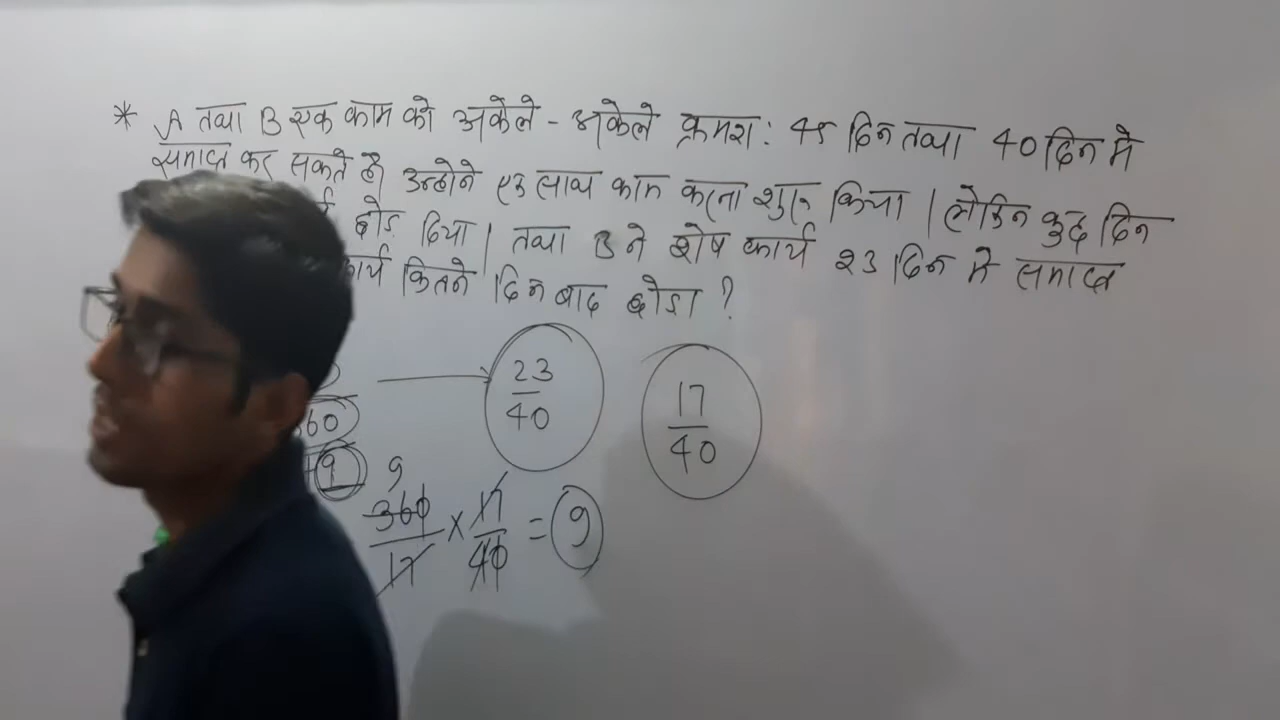 * A तथा B एक काम को अकेले - अकेले क्रमश: 45 दिन तथा 40 दिन मे
समाप्त कर सकते है। उन्होने एक साथ काम करना शुरू किया | लेकिन कुछ दिन
छोड दिया | तथा B ने शेष कार्य 23 दिन मे समाप्त
कार्य कितने दिन बाद छोडा ?
23/40 17/40
60
9
360/17 × 17/40 = 9
9